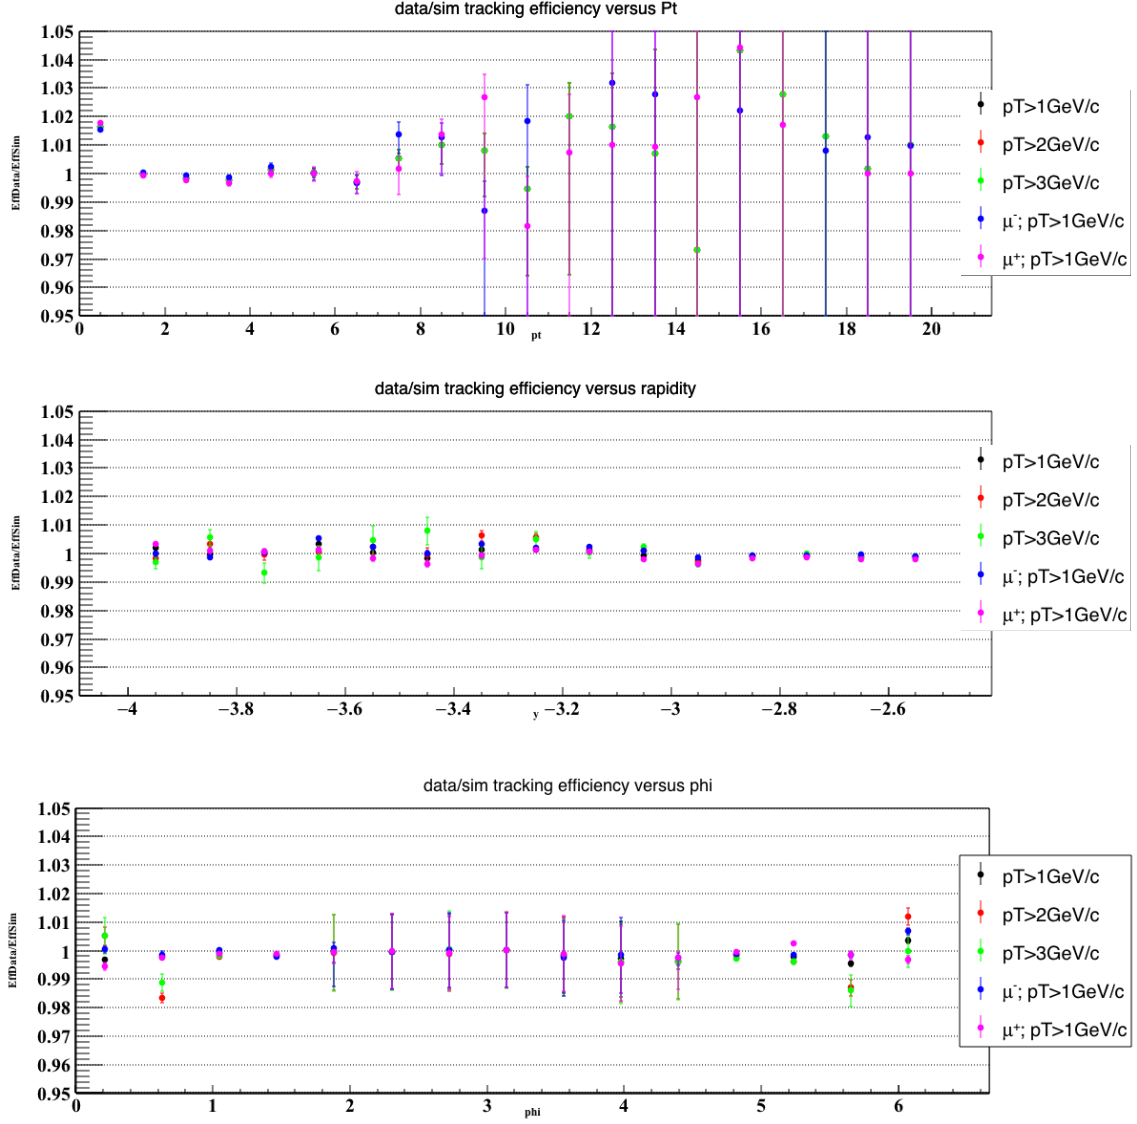 data/sim tracking efficiency versus Pt
EffData/EffSim
1.05
1.04
1.03
1.02
1.01
1
0.99
0.98
0.97
0.96
0.95
0 2 4 6 8 10 12 14 16 18 20
pt
pT>1GeV/c
pT>2GeV/c
pT>3GeV/c
μ⁻; pT>1GeV/c
μ⁺; pT>1GeV/c
data/sim tracking efficiency versus rapidity
EffData/EffSim
1.05
1.04
1.03
1.02
1.01
1
0.99
0.98
0.97
0.96
0.95
−4 −3.8 −3.6 −3.4 −3.2 −3 −2.8 −2.6
y
pT>1GeV/c
pT>2GeV/c
pT>3GeV/c
μ⁻; pT>1GeV/c
μ⁺; pT>1GeV/c
data/sim tracking efficiency versus phi
EffData/EffSim
1.05
1.04
1.03
1.02
1.01
1
0.99
0.98
0.97
0.96
0.95
0 1 2 3 4 5 6
phi
pT>1GeV/c
pT>2GeV/c
pT>3GeV/c
μ⁻; pT>1GeV/c
μ⁺; pT>1GeV/c